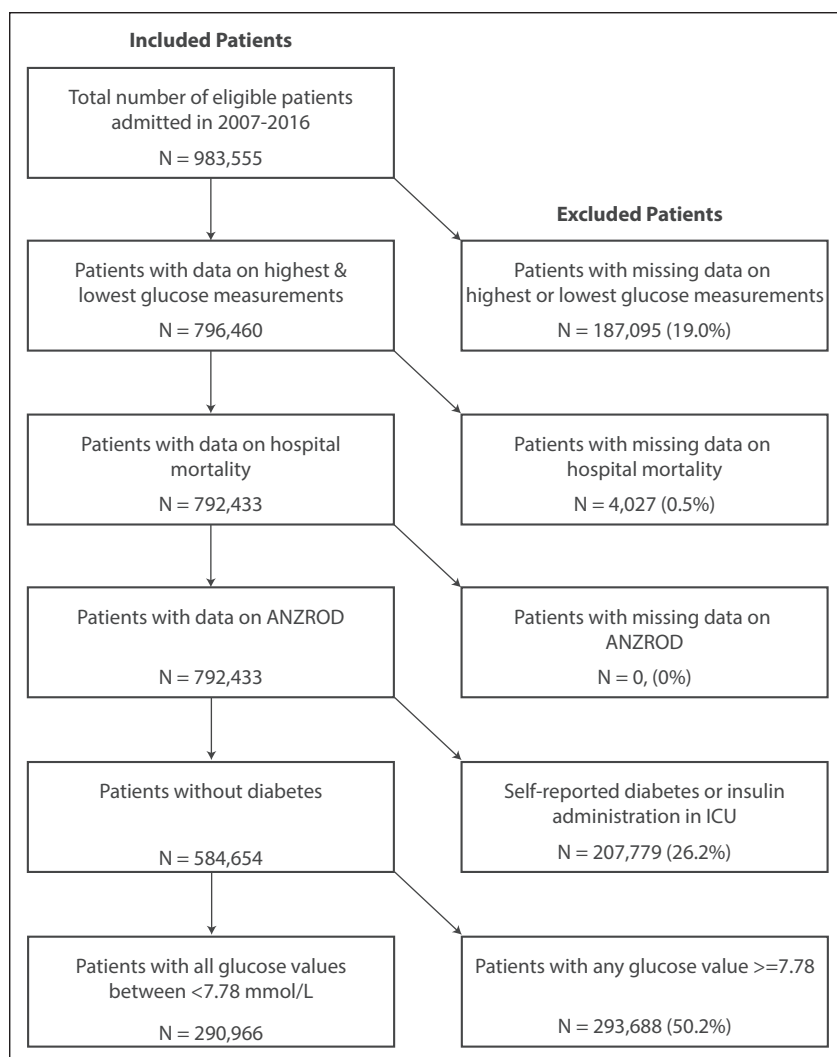 Included Patients
Total number of eligible patients
admitted in 2007-2016
N = 983,555
Excluded Patients
Patients with data on highest &
lowest glucose measurements
N = 796,460
Patients with missing data on
highest or lowest glucose measurements
N = 187,095 (19.0%)
Patients with data on hospital
mortality
N = 792,433
Patients with missing data on
hospital mortality
N = 4,027 (0.5%)
Patients with data on ANZROD
N = 792,433
Patients with missing data on
ANZROD
N = 0, (0%)
Patients without diabetes
N = 584,654
Self-reported diabetes or insulin
administration in ICU
N = 207,779 (26.2%)
Patients with all glucose values
between <7.78 mmol/L
N = 290,966
Patients with any glucose value >=7.78
N = 293,688 (50.2%)